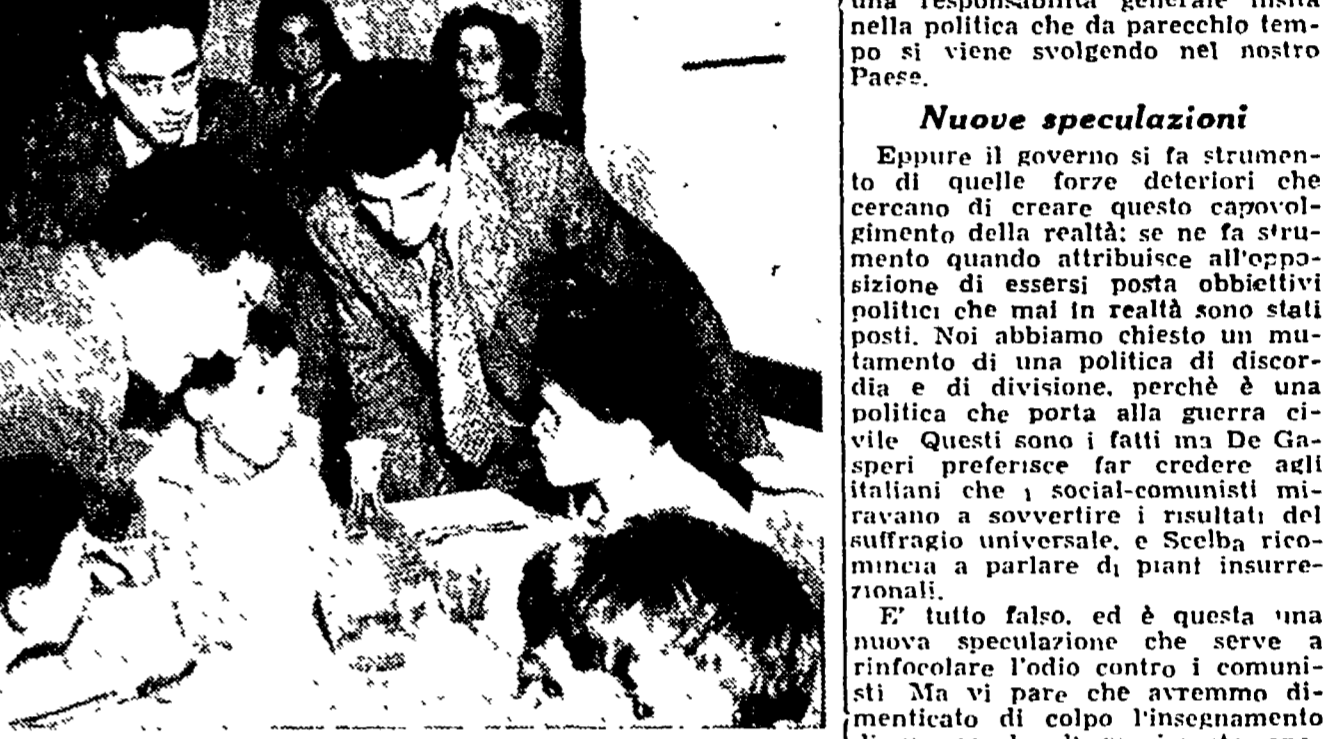 una responsabilità generale insita
nella politica che da parecchio tem-
po si viene svolgendo nel nostro
Paese.
Nuove speculazioni
Eppure il governo si fa strumen-
to di quelle forze deteriori che
cercano di creare questo capovol-
gimento della realtà: se ne fa stru-
mento quando attribuisce all'oppo-
sizione di essersi posta obbiettivi
politici che mai in realtà sono stati
posti. Noi abbiamo chiesto un mu-
tamento di una politica di discor-
dia e di divisione, perchè è una
politica che porta alla guerra ci-
vile Questi sono i fatti ma De Ga-
speri preferisce far credere agli
italiani che i social-comunisti mi-
ravano a sovvertire i risultati del
suffragio universale, e Scelba rico-
mincia a parlare di piani insurre-
zionali.
E' tutto falso, ed è questa una
nuova speculazione che serve a
rinfocolare l'odio contro i comuni-
sti Ma vi pare che avremmo di-
menticato di colpo l'insegnamento